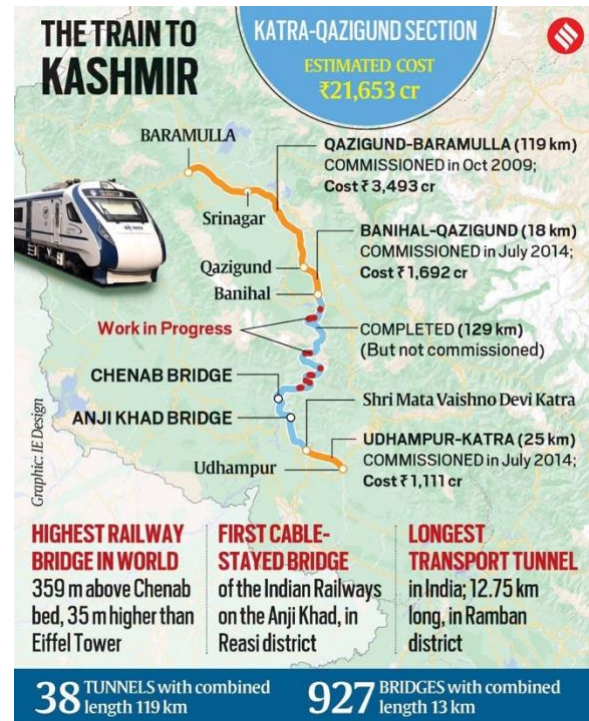 THE TRAIN TO
KASHMIR
KATRA-QAZIGUND SECTION
ESTIMATED COST
₹21,653 cr
BARAMULLA
Srinagar
Qazigund
Banihal
Work in Progress
CHENAB BRIDGE
ANJI KHAD BRIDGE
Udhampur
QAZIGUND-BARAMULLA (119 km)
COMMISSIONED in Oct 2009;
Cost ₹ 3,493 cr
BANIHAL-QAZIGUND (18 km)
COMMISSIONED in July 2014;
Cost ₹ 1,692 cr
COMPLETED (129 km)
(But not commissioned)
Shri Mata Vaishno Devi Katra
UDHAMPUR-KATRA (25 km)
COMMISSIONED in July 2014;
Cost ₹ 1,111 cr
Graphic: IE Design
HIGHEST RAILWAY
BRIDGE IN WORLD
359 m above Chenab
bed, 35 m higher than
Eiffel Tower
FIRST CABLE-
STAYED BRIDGE
of the Indian Railways
on the Anji Khad, in
Reasi district
LONGEST
TRANSPORT TUNNEL
in India; 12.75 km
long, in Ramban
district
38 TUNNELS with combined
length 119 km
927 BRIDGES with combined
length 13 km